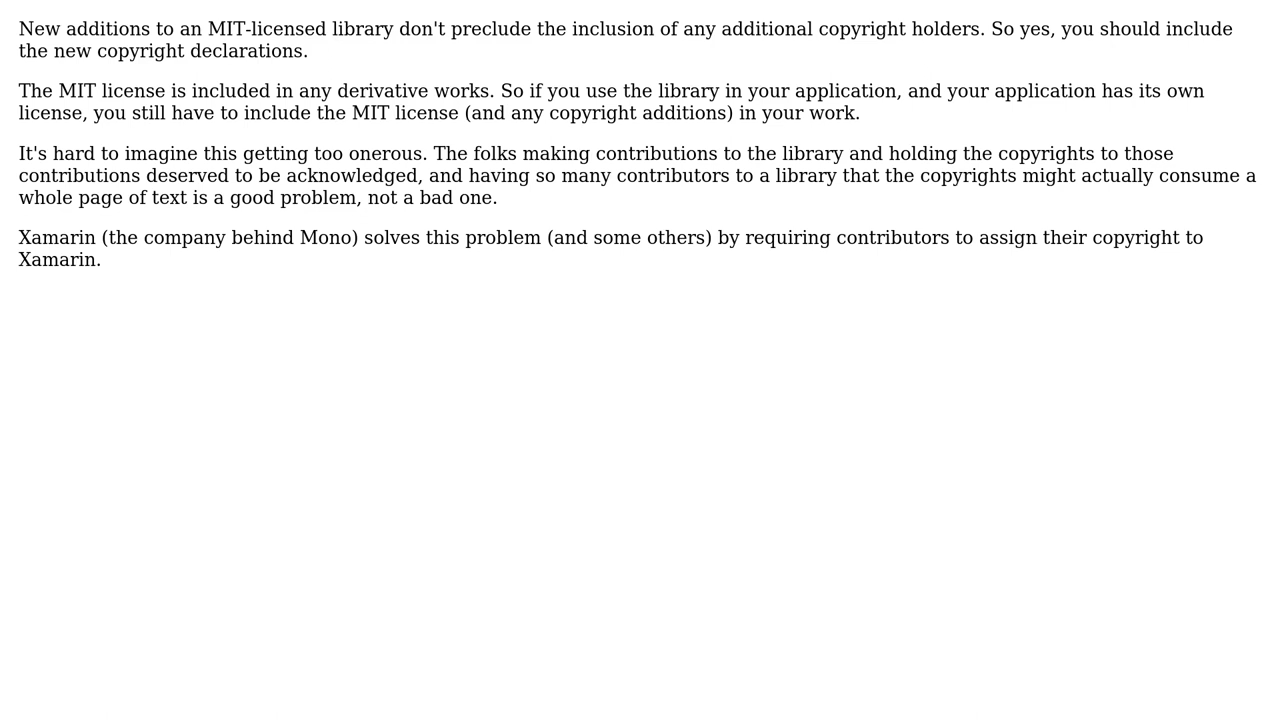 New additions to an MIT-licensed library don't preclude the inclusion of any additional copyright holders. So yes, you should include
the new copyright declarations.
The MIT license is included in any derivative works. So if you use the library in your application, and your application has its own
license, you still have to include the MIT license (and any copyright additions) in your work.
It's hard to imagine this getting too onerous. The folks making contributions to the library and holding the copyrights to those
contributions deserved to be acknowledged, and having so many contributors to a library that the copyrights might actually consume a
whole page of text is a good problem, not a bad one.
Xamarin (the company behind Mono) solves this problem (and some others) by requiring contributors to assign their copyright to
Xamarin.